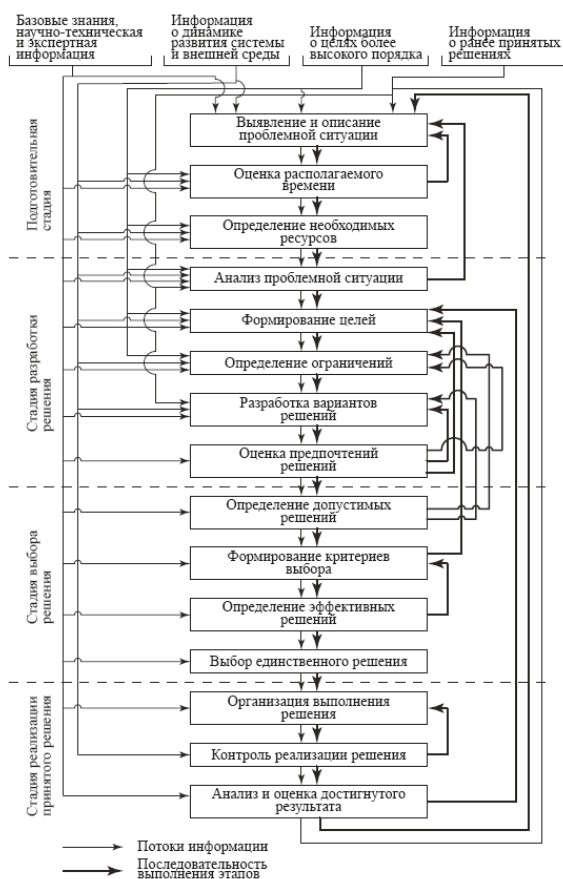 Базовые знания,
научно-техническая
и экспертная
информация
Информация
о динамике
развития системы
и внешней среды
Информация
о целях более
высокого порядка
Информация
о ранее принятых
решениях
Подготовительная
стадия
Выявление и описание
проблемной ситуации
Оценка располагаемого
времени
Определение необходимых
ресурсов
Стадия разработки
решения
Анализ проблемной ситуации
Формирование целей
Определение ограничений
Разработка вариантов
решений
Оценка предпочтений
решений
Стадия выбора
решения
Определение допустимых
решений
Формирование критериев
выбора
Определение эффективных
решений
Выбор единственного решения
Стадия реализации
принятого решения
Организация выполнения
решения
Контроль реализации решения
Анализ и оценка достигнутого
результата
Потоки информации
Последовательность
выполнения этапов